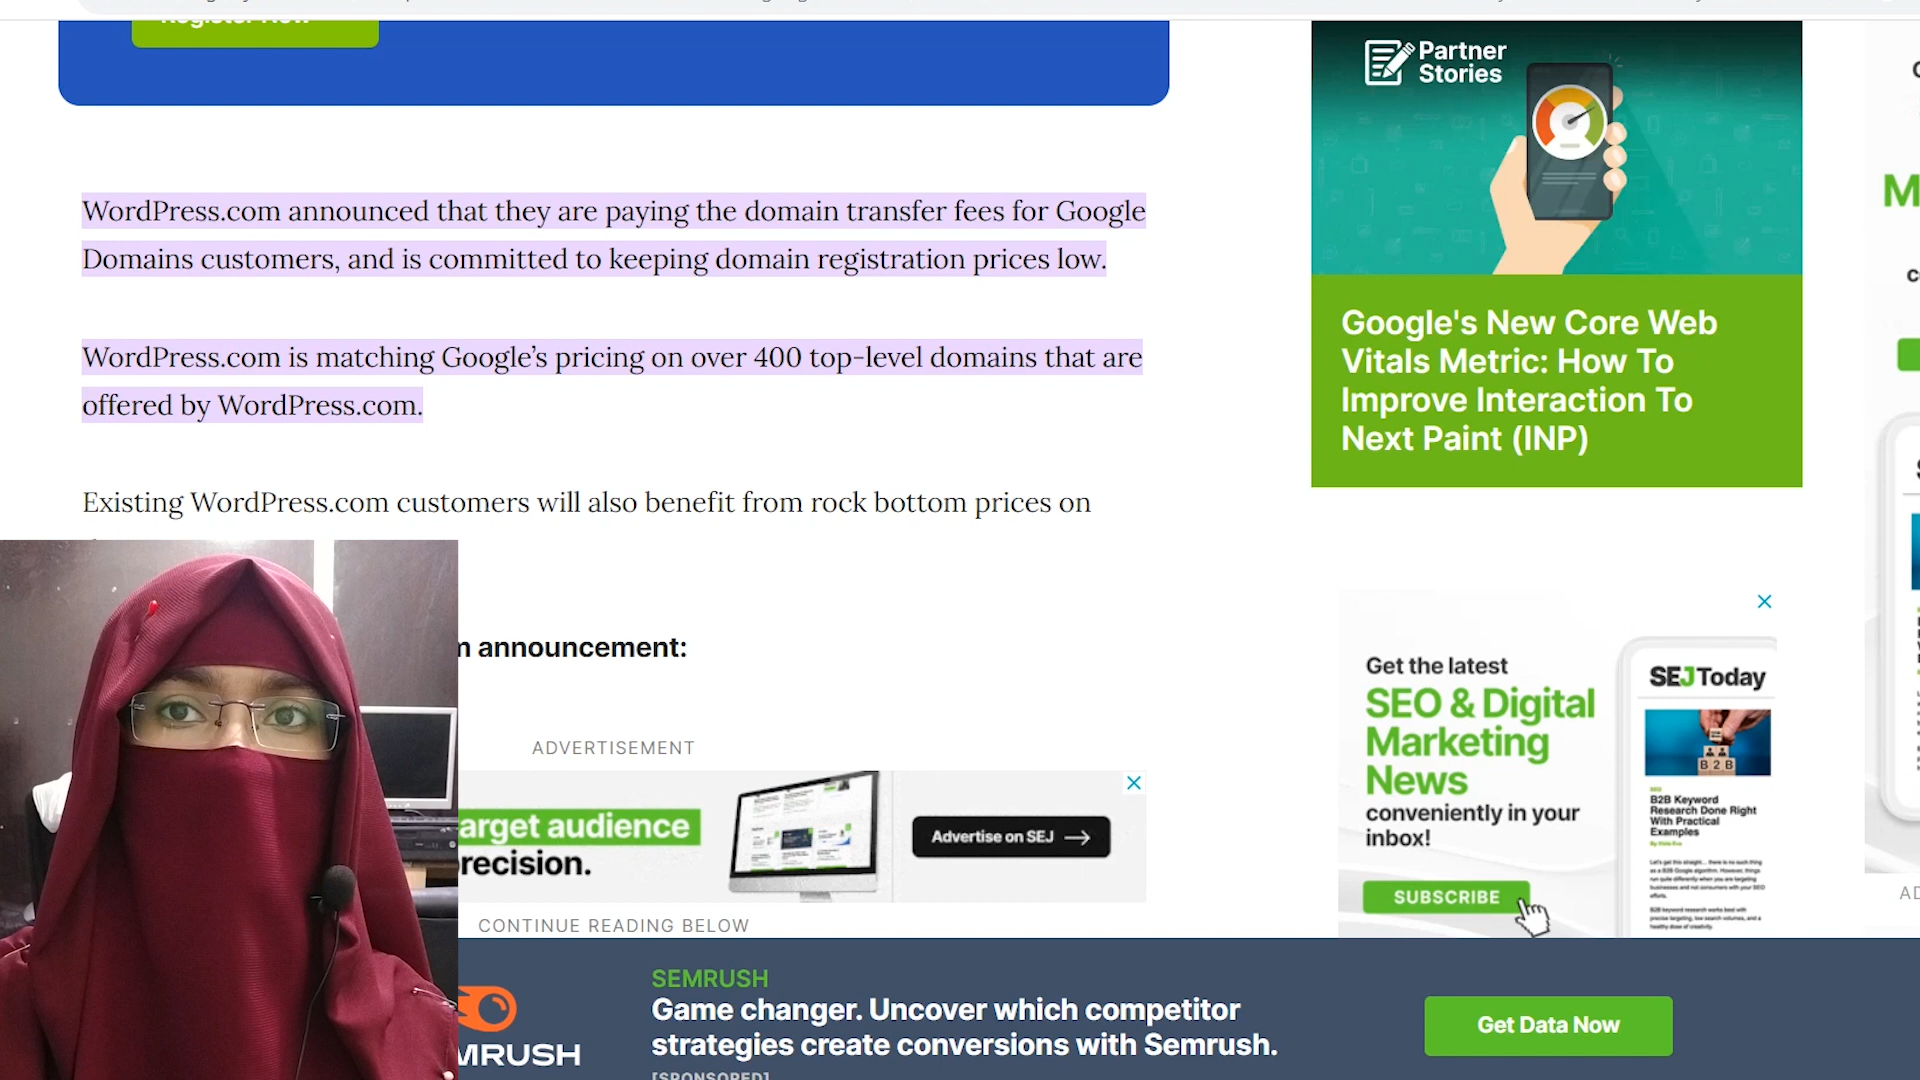 Register Now
WordPress.com announced that they are paying the domain transfer fees for Google
Domains customers, and is committed to keeping domain registration prices low.
WordPress.com is matching Google’s pricing on over 400 top-level domains that are
offered by WordPress.com.
Existing WordPress.com customers will also benefit from rock bottom prices on
m announcement:
ADVERTISEMENT
arget audience
recision.
Advertise on SEJ
CONTINUE READING BELOW
Partner
Stories
Google's New Core Web
Vitals Metric: How To
Improve Interaction To
Next Paint (INP)
Get the latest
SEO & Digital
Marketing
News
conveniently in your
inbox!
SUBSCRIBE
SEJToday
B2B
B2B Keyword
Research Done Right
With Practical
Examples
M
AD
MRUSH
SEMRUSH
Game changer. Uncover which competitor
strategies create conversions with Semrush.
[SPONSORED]
Get Data Now